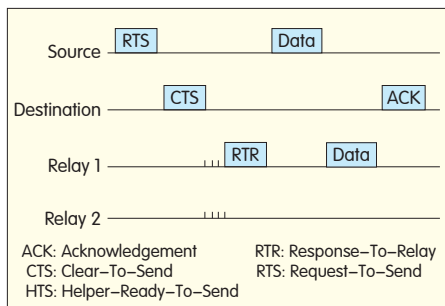 RTS Data
Source
CTS ACK
Destination
RTR Data
Relay 1
Relay 2
ACK: Acknowledgement RTR: Response–To–Relay
CTS: Clear–To–Send RTS: Request–To–Send
HTS: Helper–Ready–To–Send